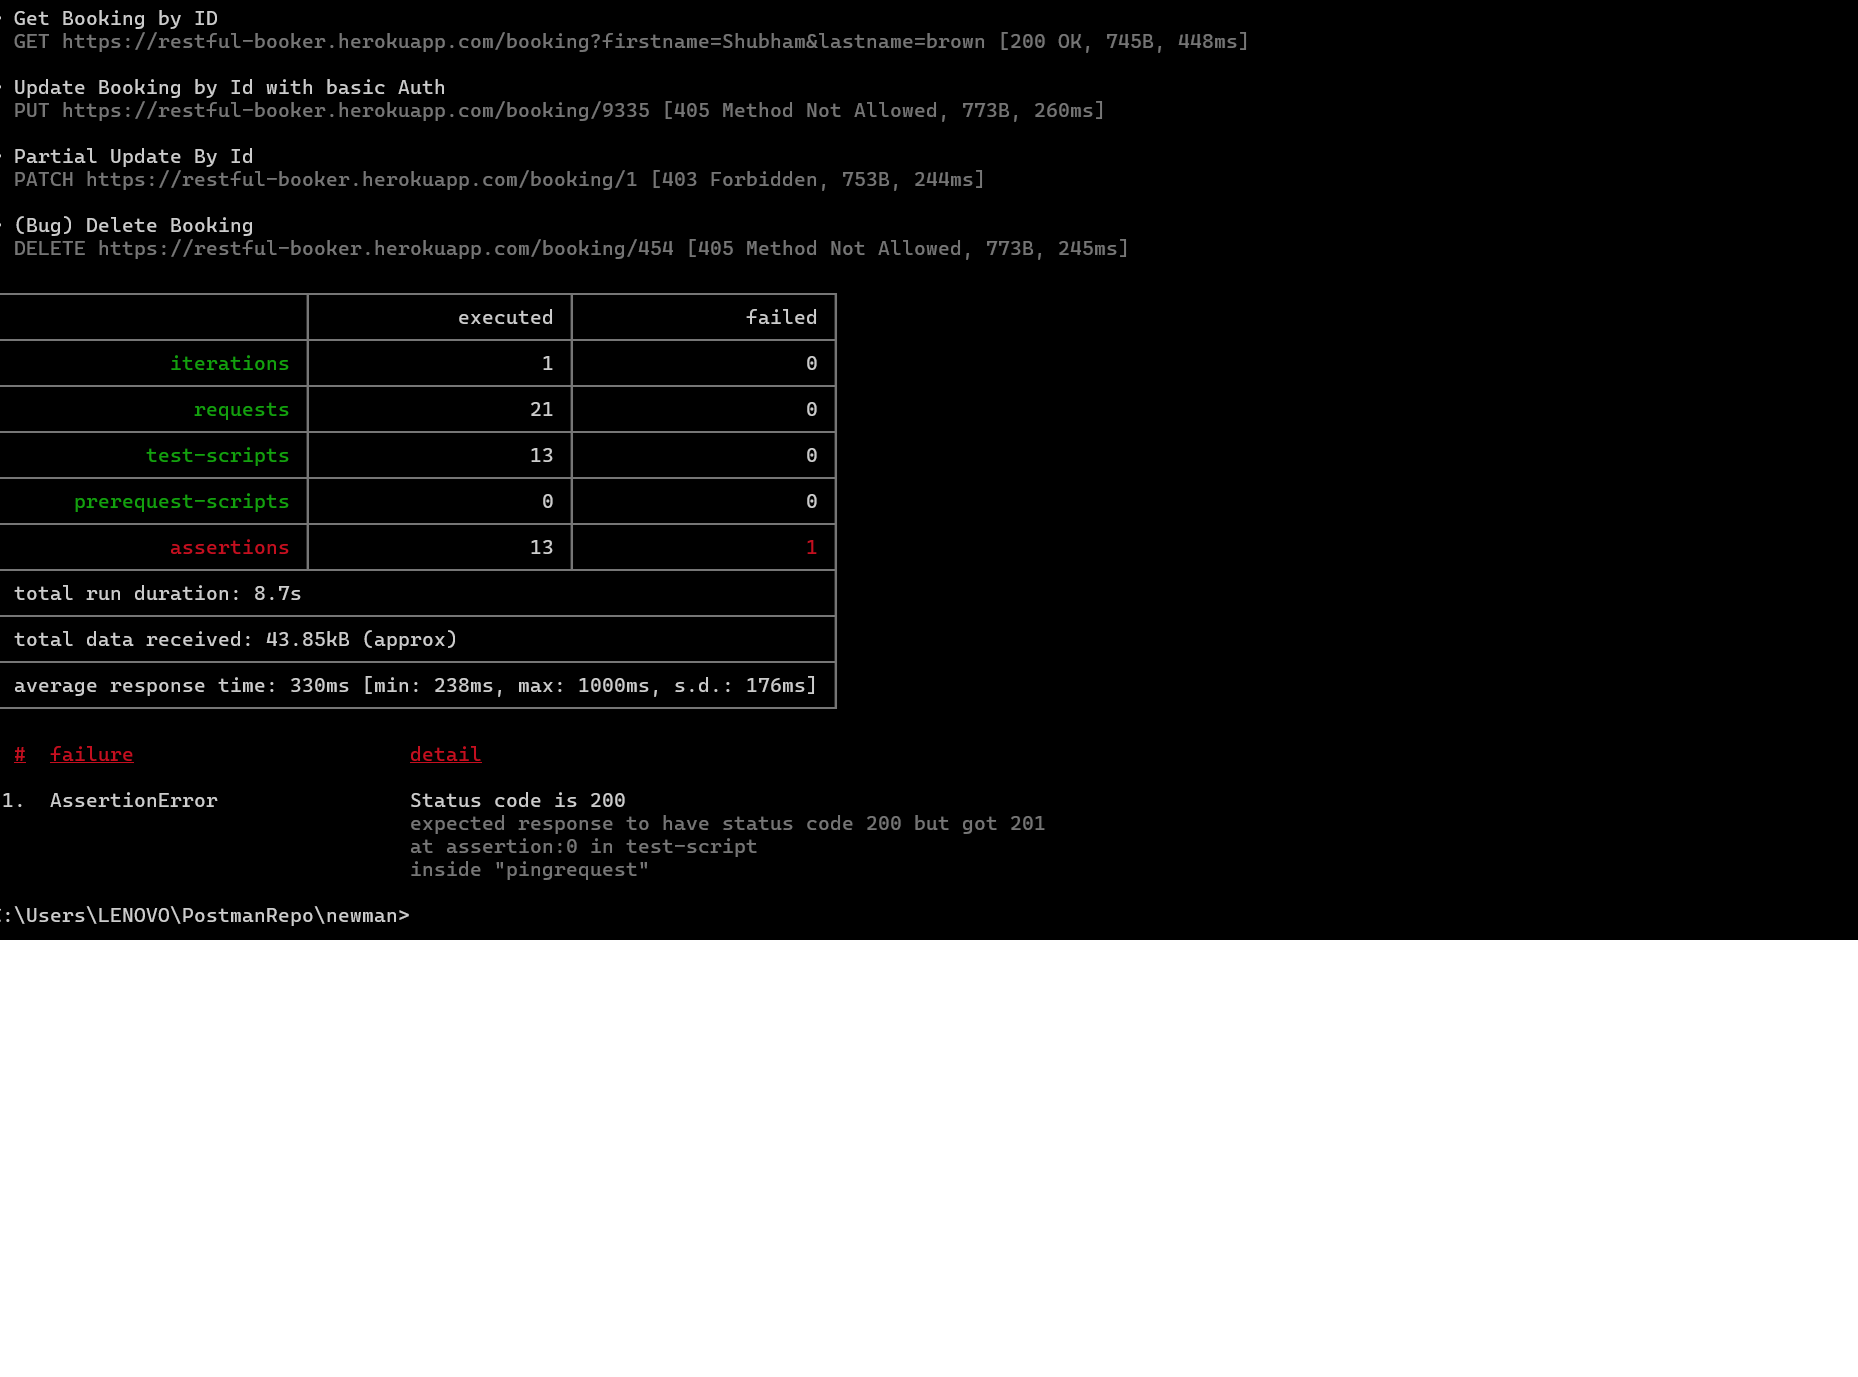 Get Booking by ID
GET https://restful-booker.herokuapp.com/booking?firstname=Shubham&lastname=brown [200 OK, 745B, 448ms]
Update Booking by Id with basic Auth
PUT https://restful-booker.herokuapp.com/booking/9335 [405 Method Not Allowed, 773B, 260ms]
Partial Update By Id
PATCH https://restful-booker.herokuapp.com/booking/1 [403 Forbidden, 753B, 244ms]
(Bug) Delete Booking
DELETE https://restful-booker.herokuapp.com/booking/454 [405 Method Not Allowed, 773B, 245ms]
executed failed
iterations 1 0
requests 21 0
test-scripts 13 0
prerequest-scripts 0 0
assertions 13 1
total run duration: 8.7s
total data received: 43.85kB (approx)
average response time: 330ms [min: 238ms, max: 1000ms, s.d.: 176ms]
# failure detail
1. AssertionError Status code is 200
expected response to have status code 200 but got 201
at assertion:0 in test-script
inside "pingrequest"
:\Users\LENOVO\PostmanRepo\newman>